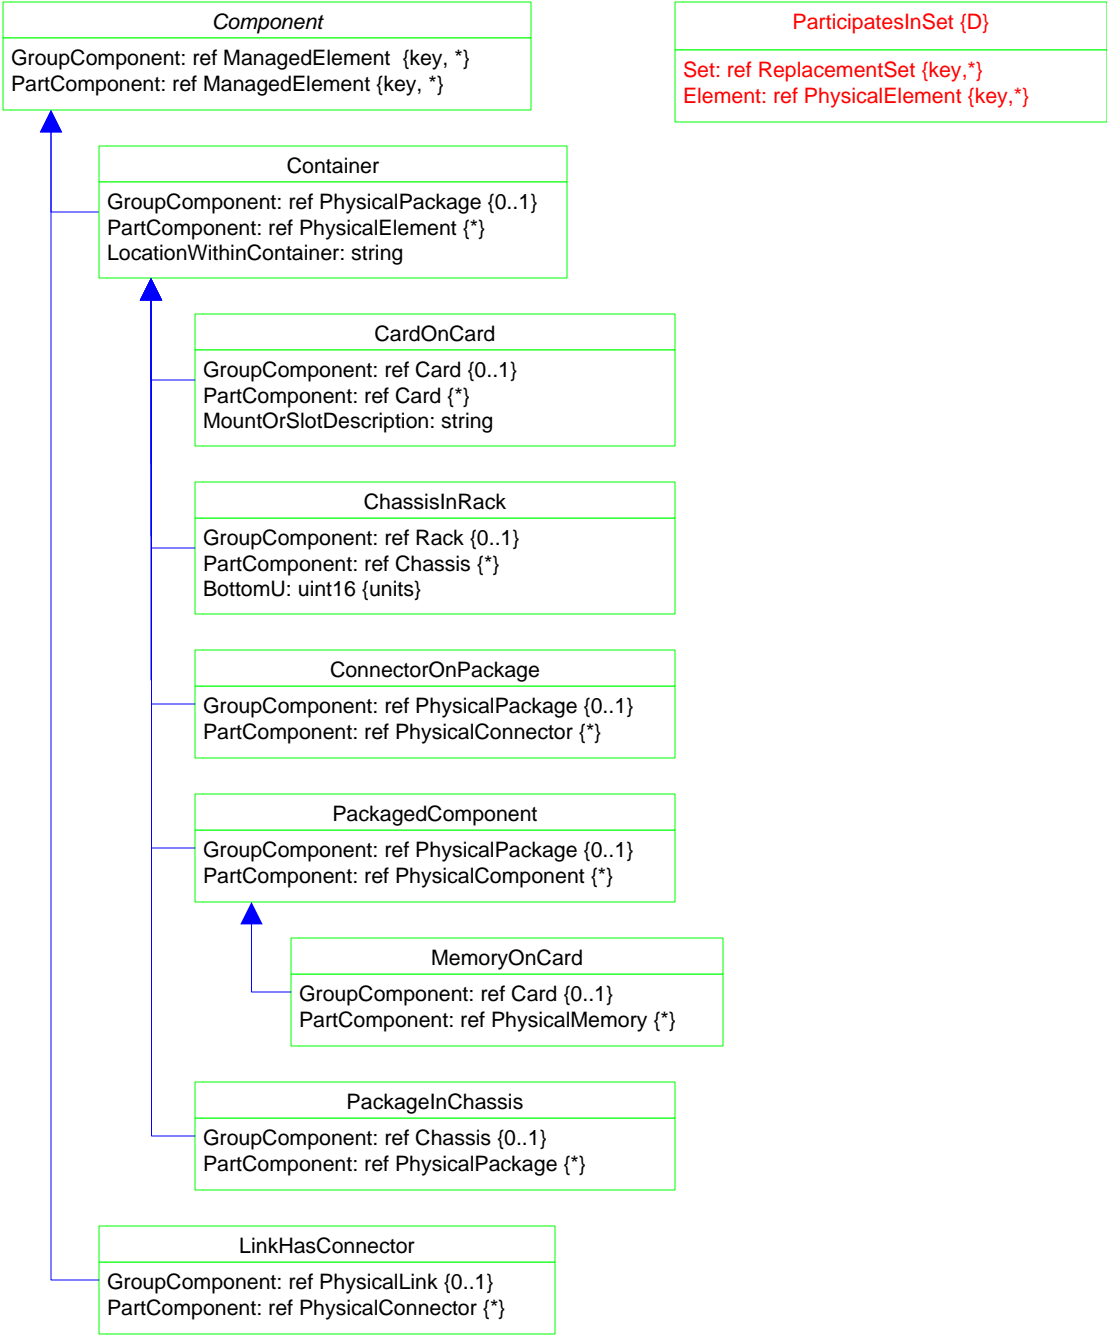 Component
GroupComponent: ref ManagedElement  {key, *}
PartComponent: ref ManagedElement {key, *}
ParticipatesInSet {D}
Set: ref ReplacementSet {key,*}
Element: ref PhysicalElement {key,*}
Container
GroupComponent: ref PhysicalPackage {0..1}
PartComponent: ref PhysicalElement {*}
LocationWithinContainer: string
CardOnCard
GroupComponent: ref Card {0..1}
PartComponent: ref Card {*}
MountOrSlotDescription: string
ChassisInRack
GroupComponent: ref Rack {0..1}
PartComponent: ref Chassis {*}
BottomU: uint16 {units}
ConnectorOnPackage
GroupComponent: ref PhysicalPackage {0..1}
PartComponent: ref PhysicalConnector {*}
PackagedComponent
GroupComponent: ref PhysicalPackage {0..1}
PartComponent: ref PhysicalComponent {*}
MemoryOnCard
GroupComponent: ref Card {0..1}
PartComponent: ref PhysicalMemory {*}
PackageInChassis
GroupComponent: ref Chassis {0..1}
PartComponent: ref PhysicalPackage {*}
LinkHasConnector
GroupComponent: ref PhysicalLink {0..1}
PartComponent: ref PhysicalConnector {*}